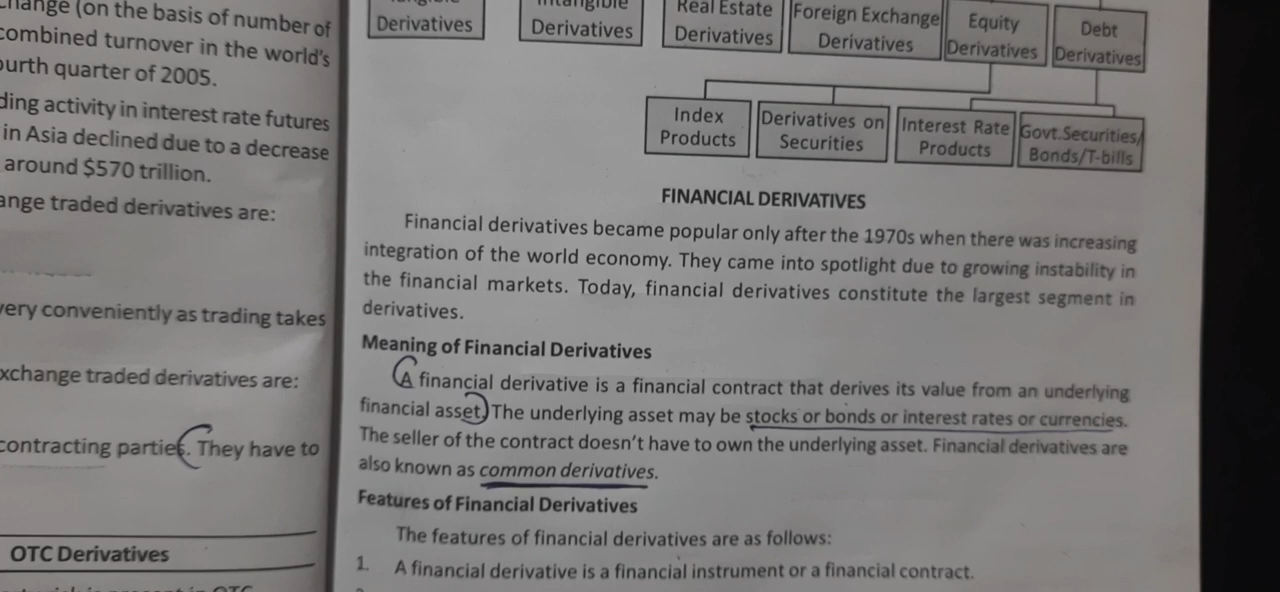 change (on the basis of number of
combined turnover in the world's
fourth quarter of 2005.
ding activity in interest rate futures
in Asia declined due to a decrease
around $570 trillion.
ange traded derivatives are:
very conveniently as trading takes
xchange traded derivatives are:
contracting parties. They have to
OTC Derivatives
Derivatives
Intangible
Derivatives
Real Estate
Derivatives
Foreign Exchange
Derivatives
Equity
Derivatives
Debt
Derivatives
Index
Products
Derivatives on
Securities
Interest Rate
Products
Govt.Securities/
Bonds/T-bills
FINANCIAL DERIVATIVES
Financial derivatives became popular only after the 1970s when there was increasing
integration of the world economy. They came into spotlight due to growing instability in
the financial markets. Today, financial derivatives constitute the largest segment in
derivatives.
Meaning of Financial Derivatives
A financial derivative is a financial contract that derives its value from an underlying
financial asset. The underlying asset may be stocks or bonds or interest rates or currencies.
The seller of the contract doesn't have to own the underlying asset. Financial derivatives are
also known as common derivatives.
Features of Financial Derivatives
The features of financial derivatives are as follows:
1. A financial derivative is a financial instrument or a financial contract.